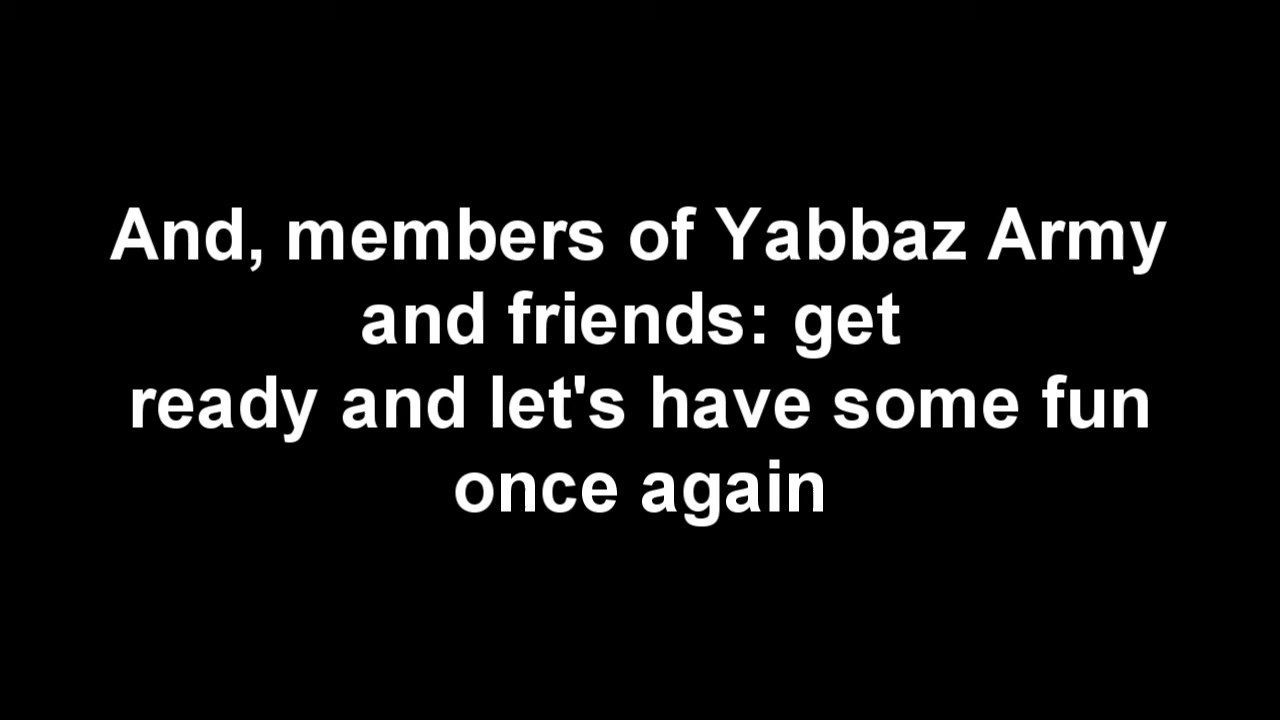 And, members of Yabbaz Army
and friends: get
ready and let's have some fun
once again